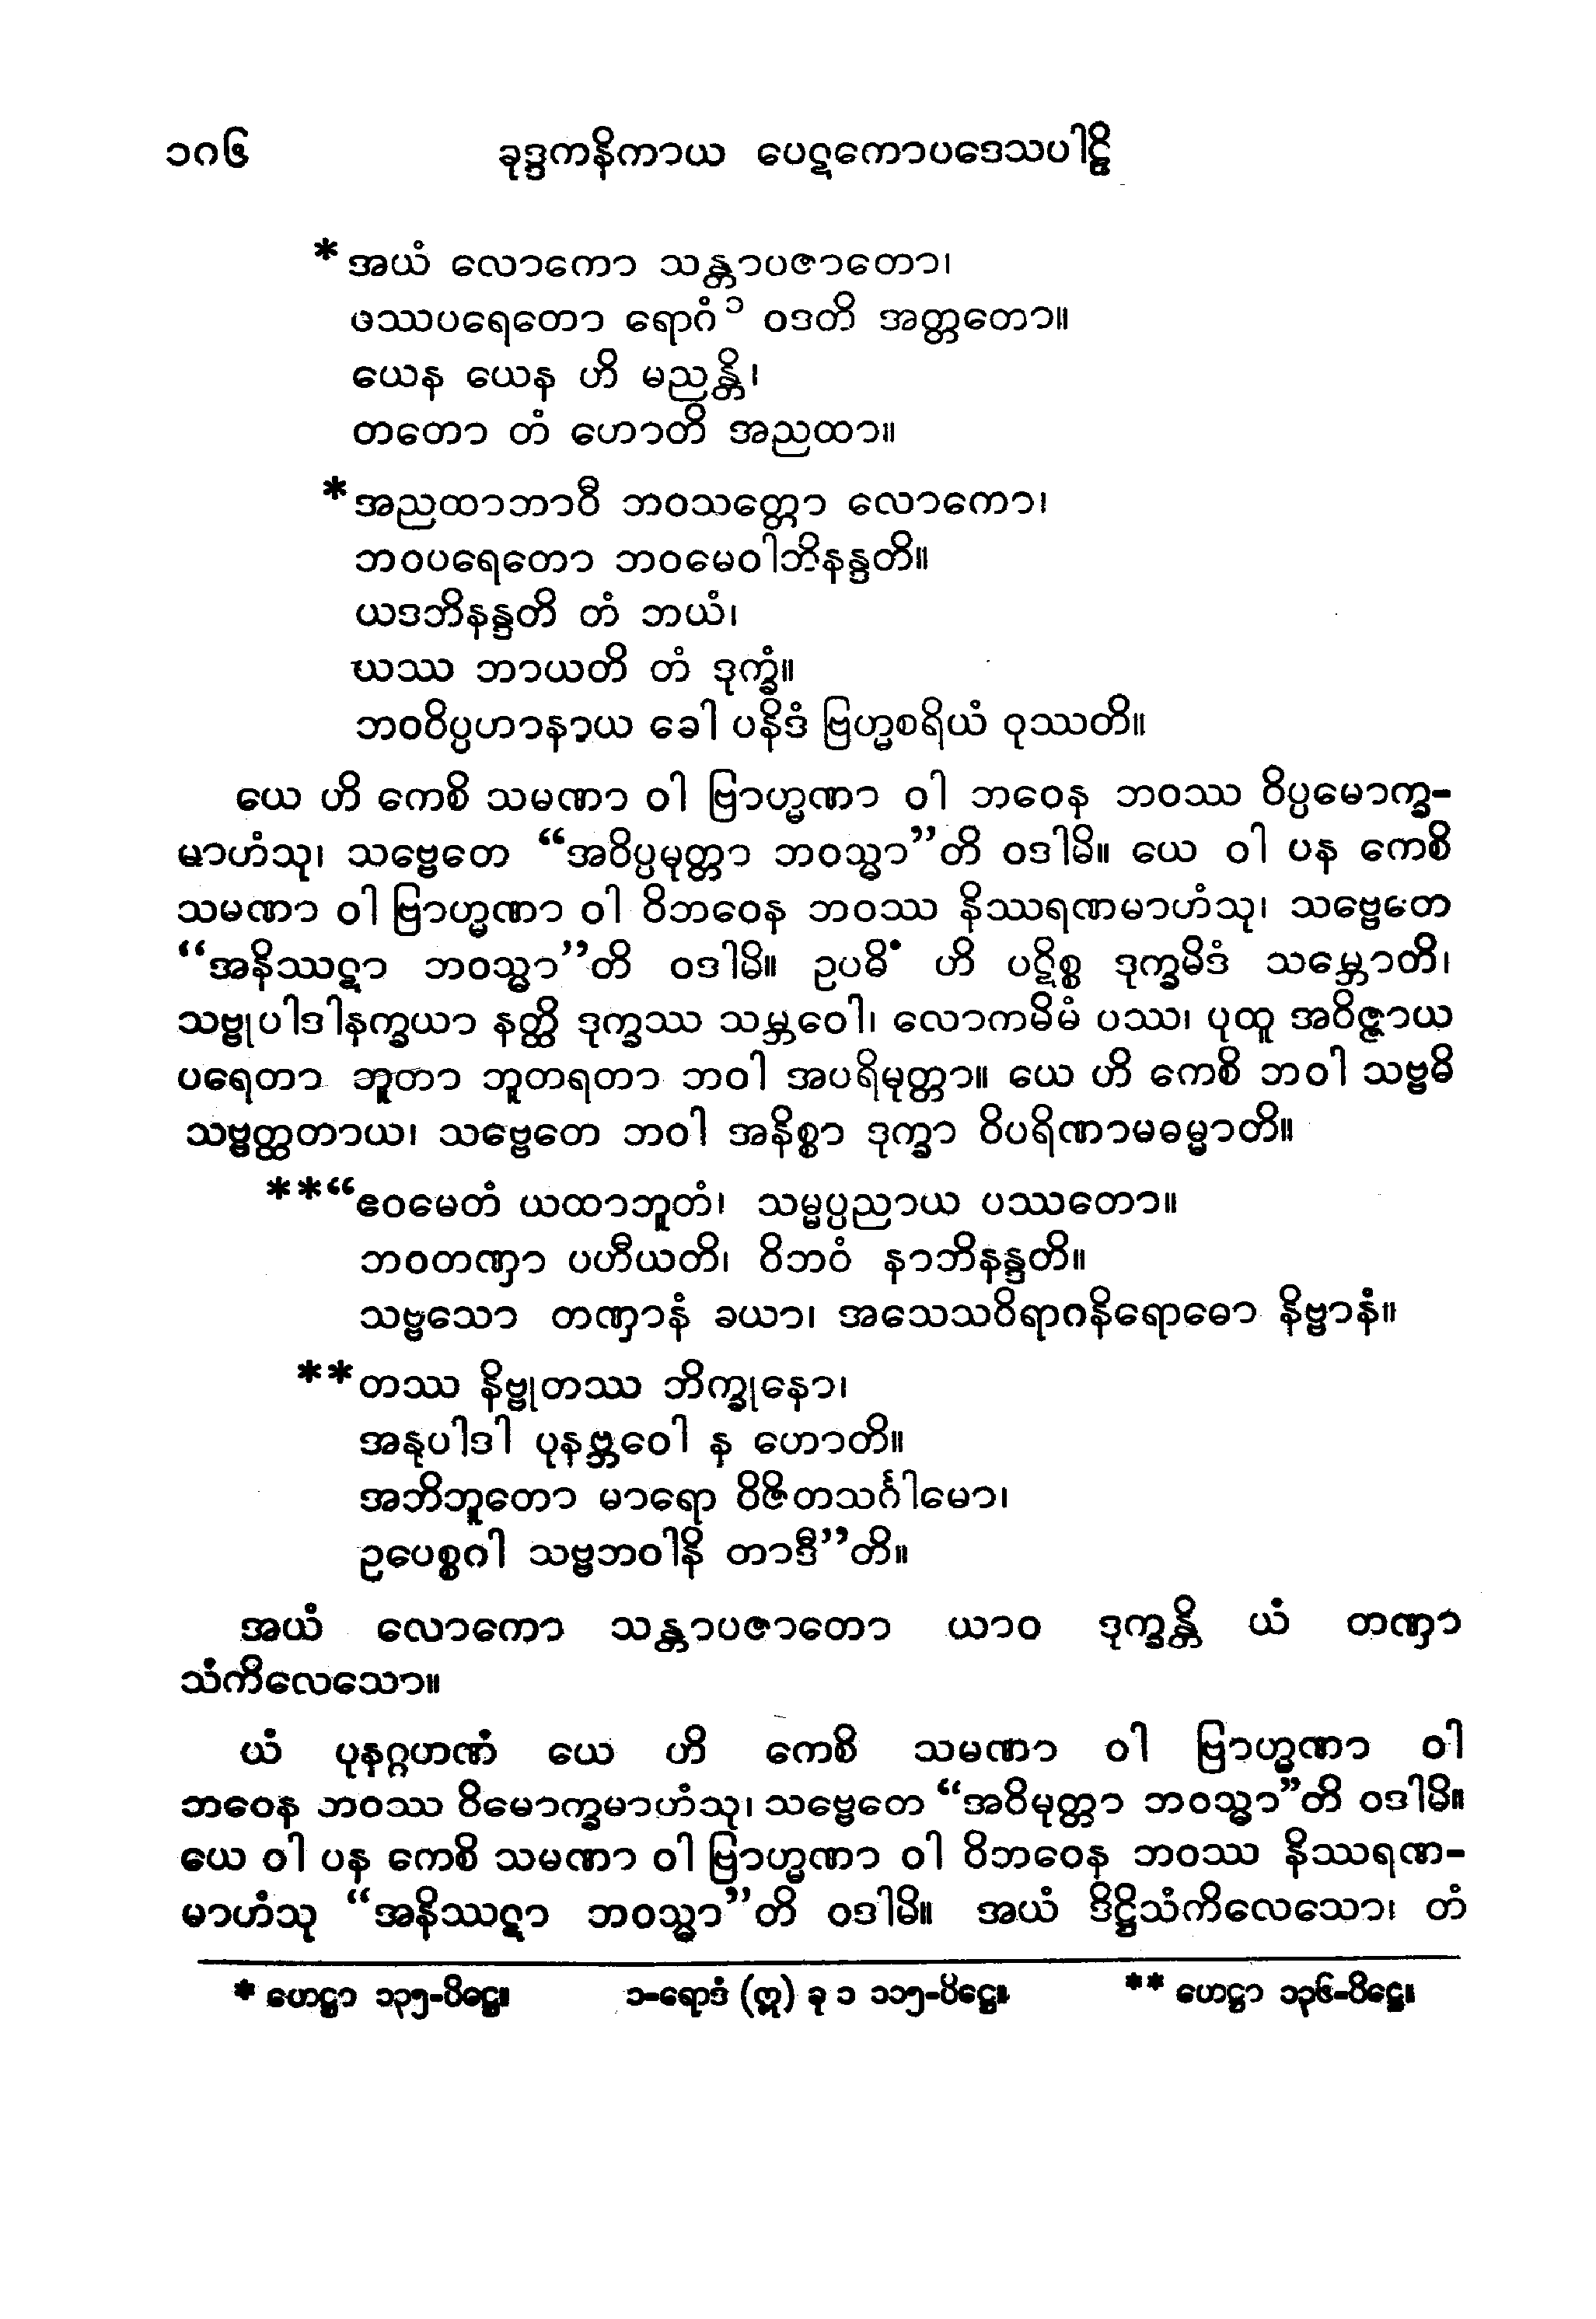 ၁၈၆ ခုဒ္ဒကနိကာယ ပေဋကောပဒေသပါဠိ
*အယံ လောကော သန္တာပဇာတော၊
ဖဿပရေတော ရောဂံ ၁ ဝဒတိ အတ္တတော။
ယေန ယေန ဟိ မညန္တိ၊
တတော တံ ဟောတိ အညထာ။
*အညထာဘာဝီ ဘဝသတ္တော လောကော၊
ဘဝပရေတော ဘဝမေဝါဘိနန္ဒတိ။
ယဒဘိနန္ဒတိ တံ ဘယံ၊
ယဿ ဘာယတိ တံ ဒုက္ခံ။
ဘဝဝိပ္ပဟာနာယ ခေါ ပနိဒံ ဗြဟ္မစရိယံ ဝုဿတိ။
ယေ ဟိ ကေစိ သမဏာ ဝါ ဗြာဟ္မဏာ ဝါ ဘဝေန ဘဝဿ ဝိပ္ပမောက္ခ-
မာဟံသု၊ သဗ္ဗေတေ “အဝိပ္ပမုတ္တာ ဘဝသ္မာ”တိ ဝဒါမိ။ ယေ ဝါ ပန ကေစိ
သမဏာ ဝါ ဗြာဟ္မဏာ ဝါ ဝိဘဝေန ဘဝဿ နိဿရဏမာဟံသု၊ သဗ္ဗေတေ
“အနိဿဋာ ဘဝသ္မာ”တိ ဝဒါမိ။ ဥပဓိံ ဟိ ပဋိစ္စ ဒုက္ခမိဒံ သမ္ဘောတိ၊
သဗ္ဗုပါဒါနက္ခယာ နတ္ထိ ဒုက္ခဿ သမ္ဘဝေါ၊ လောကမိမံ ပဿ၊ ပုထူ အဝိဇ္ဇာယ
ပရေတာ ဘူတာ ဘူတရတာ ဘဝါ အပရိမုတ္တာ။ ယေ ဟိ ကေစိ ဘဝါ သဗ္ဗဓိ
သဗ္ဗတ္ထတာယ၊ သဗ္ဗေတေ ဘဝါ အနိစ္စာ ဒုက္ခာ ဝိပရိဏာမဓမ္မာတိ။
**“ဧဝမေတံ ယထာဘူတံ၊ သမ္မပ္ပညာယ ပဿတော။
ဘဝတဏှာ ပဟီယတိ၊ ဝိဘဝံ နာဘိနန္ဒတိ။
သဗ္ဗသော တဏှာနံ ခယာ၊ အသေသဝိရာဂနိရောဓော နိဗ္ဗာနံ။
**တဿ နိဗ္ဗုတဿ ဘိက္ခုနော၊
အနုပါဒါ ပုနဗ္ဘဝေါ န ဟောတိ။
အဘိဘူတော မာရော ဝိဇိတသင်္ဂါမော၊
ဥပေစ္စဂါ သဗ္ဗဘဝါနိ တာဒီ”တိ။
အယံ လောကော သန္တာပဇာတော ယာဝ ဒုက္ခန္တိ ယံ တဏှာ
သံကိလေသော။
ယံ ပုနဂ္ဂဟဏံ ယေ ဟိ ကေစိ သမဏာ ဝါ ဗြာဟ္မဏာ ဝါ
ဘဝေန ဘဝဿ ဝိမောက္ခမာဟံသု၊ သဗ္ဗေတေ “အဝိမုတ္တာ ဘဝသ္မာ”တိ ဝဒါမိ။
ယေ ဝါ ပန ကေစိ သမဏာ ဝါ ဗြာဟ္မဏာ ဝါ ဝိဘဝေန ဘဝဿ နိဿရဏ-
မာဟံသု “အနိဿဋာ ဘဝသ္မာ”တိ ဝဒါမိ။ အယံ ဒိဋ္ဌိသံကိလေသော၊ တံ
* ဟေဋ္ဌာ ၁၃၅-ပိဋ္ဌေ။ ၁-ရောဒံ (ဣ) ခု ၁ ၁၁၅-ပိဋ္ဌေ။ ** ဟေဋ္ဌာ ၁၃၆-ပိဋ္ဌေ။